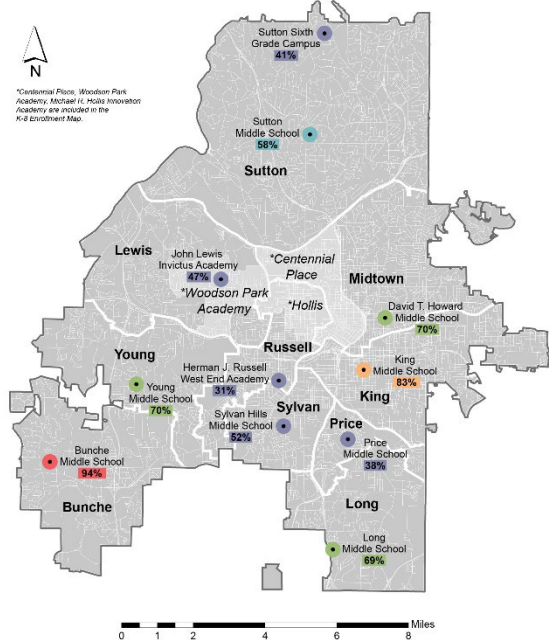 Sutton Sixth
Grade Campus
41%
N
*Centennial Place, Woodson Park
Academy, Michael R. Hollis Innovation
Academy are included in the
K-8 Enrollment Map.
Sutton
Middle School
58%
Sutton
Lewis
John Lewis
Invictus Academy
47%
*Woodson Park
Academy
*Centennial
Place
*Hollis
Midtown
David T. Howard
Middle School
70%
Russell
Young
Young
Middle School
70%
Herman J. Russell
West End Academy
31%
King
Middle School
83%
King
Sylvan
Sylvan Hills
Middle School
52%
Price
Price
Middle School
38%
Bunche
Middle School
94%
Bunche
Long
Long
Middle School
69%
Miles
0 1 2 4 6 8